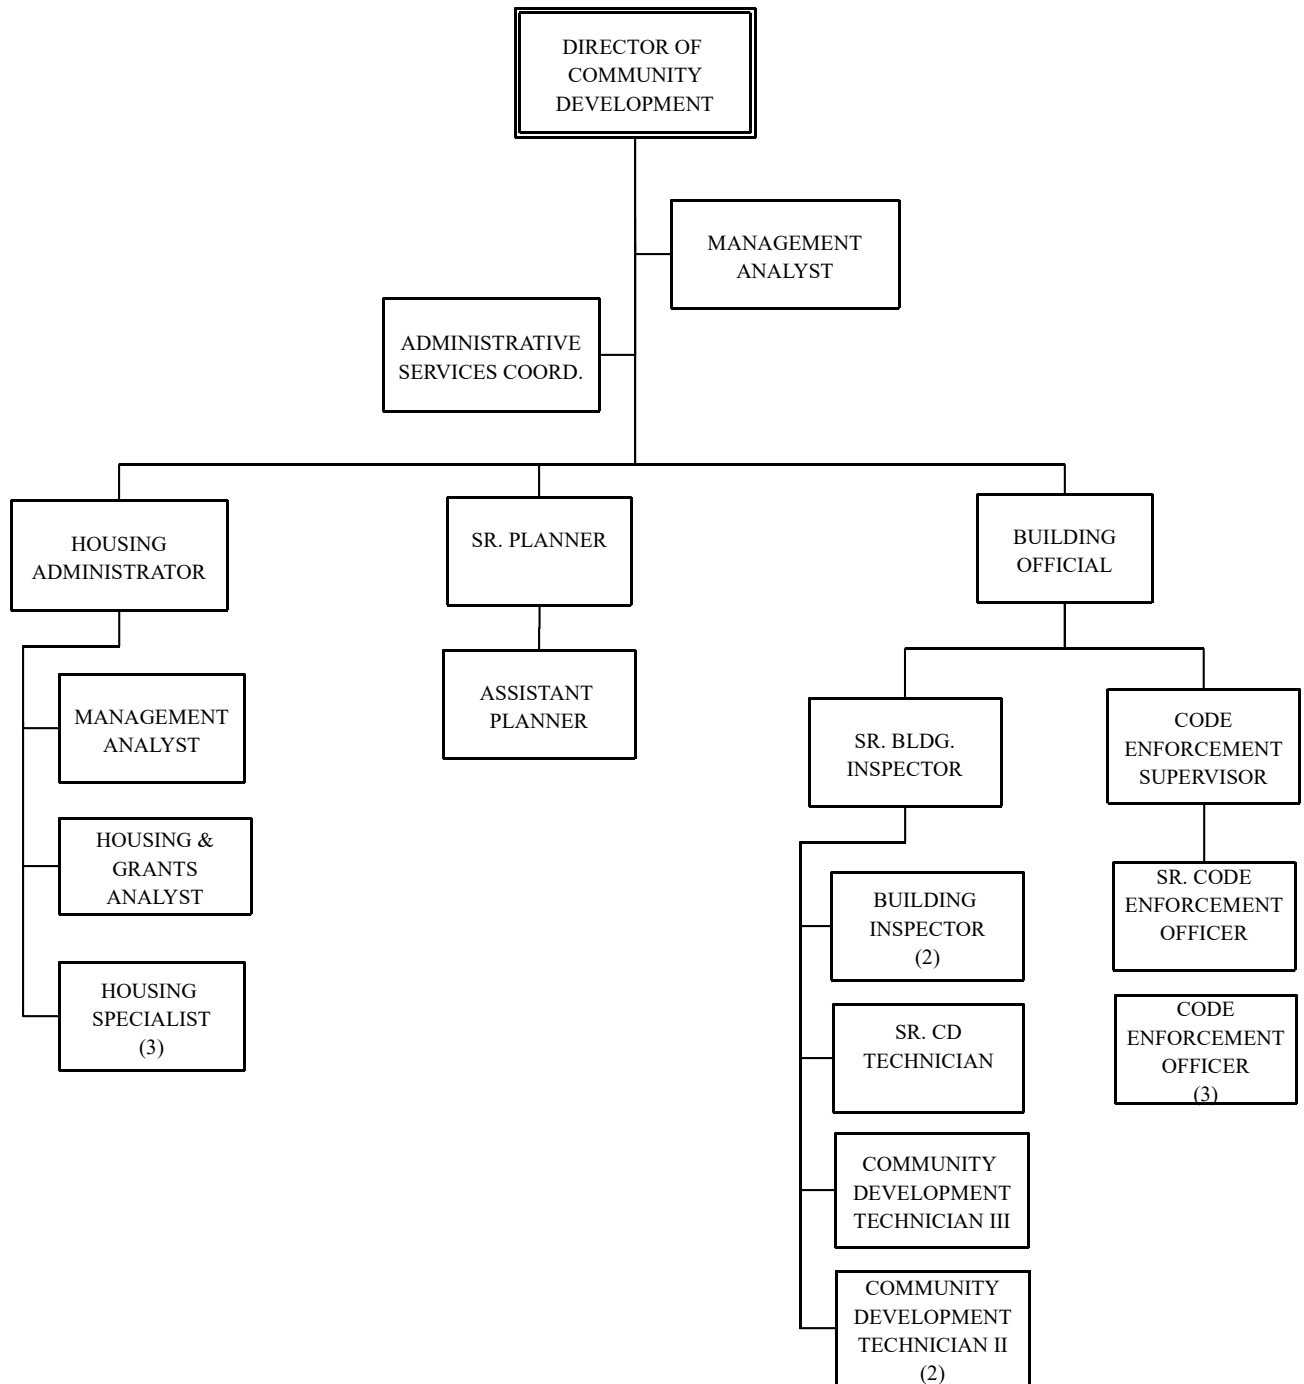 DIRECTOR OF
COMMUNITY
DEVELOPMENT
MANAGEMENT
ANALYST
ADMINISTRATIVE
SERVICES COORD.
HOUSING
ADMINISTRATOR
SR. PLANNER
BUILDING
OFFICIAL
MANAGEMENT
ANALYST
HOUSING &
GRANTS
ANALYST
HOUSING
SPECIALIST
(3)
ASSISTANT
PLANNER
SR. BLDG.
INSPECTOR
BUILDING
INSPECTOR
(2)
SR. CD
TECHNICIAN
COMMUNITY
DEVELOPMENT
TECHNICIAN III
COMMUNITY
DEVELOPMENT
TECHNICIAN II
(2)
CODE
ENFORCEMENT
SUPERVISOR
SR. CODE
ENFORCEMENT
OFFICER
CODE
ENFORCEMENT
OFFICER
(3)